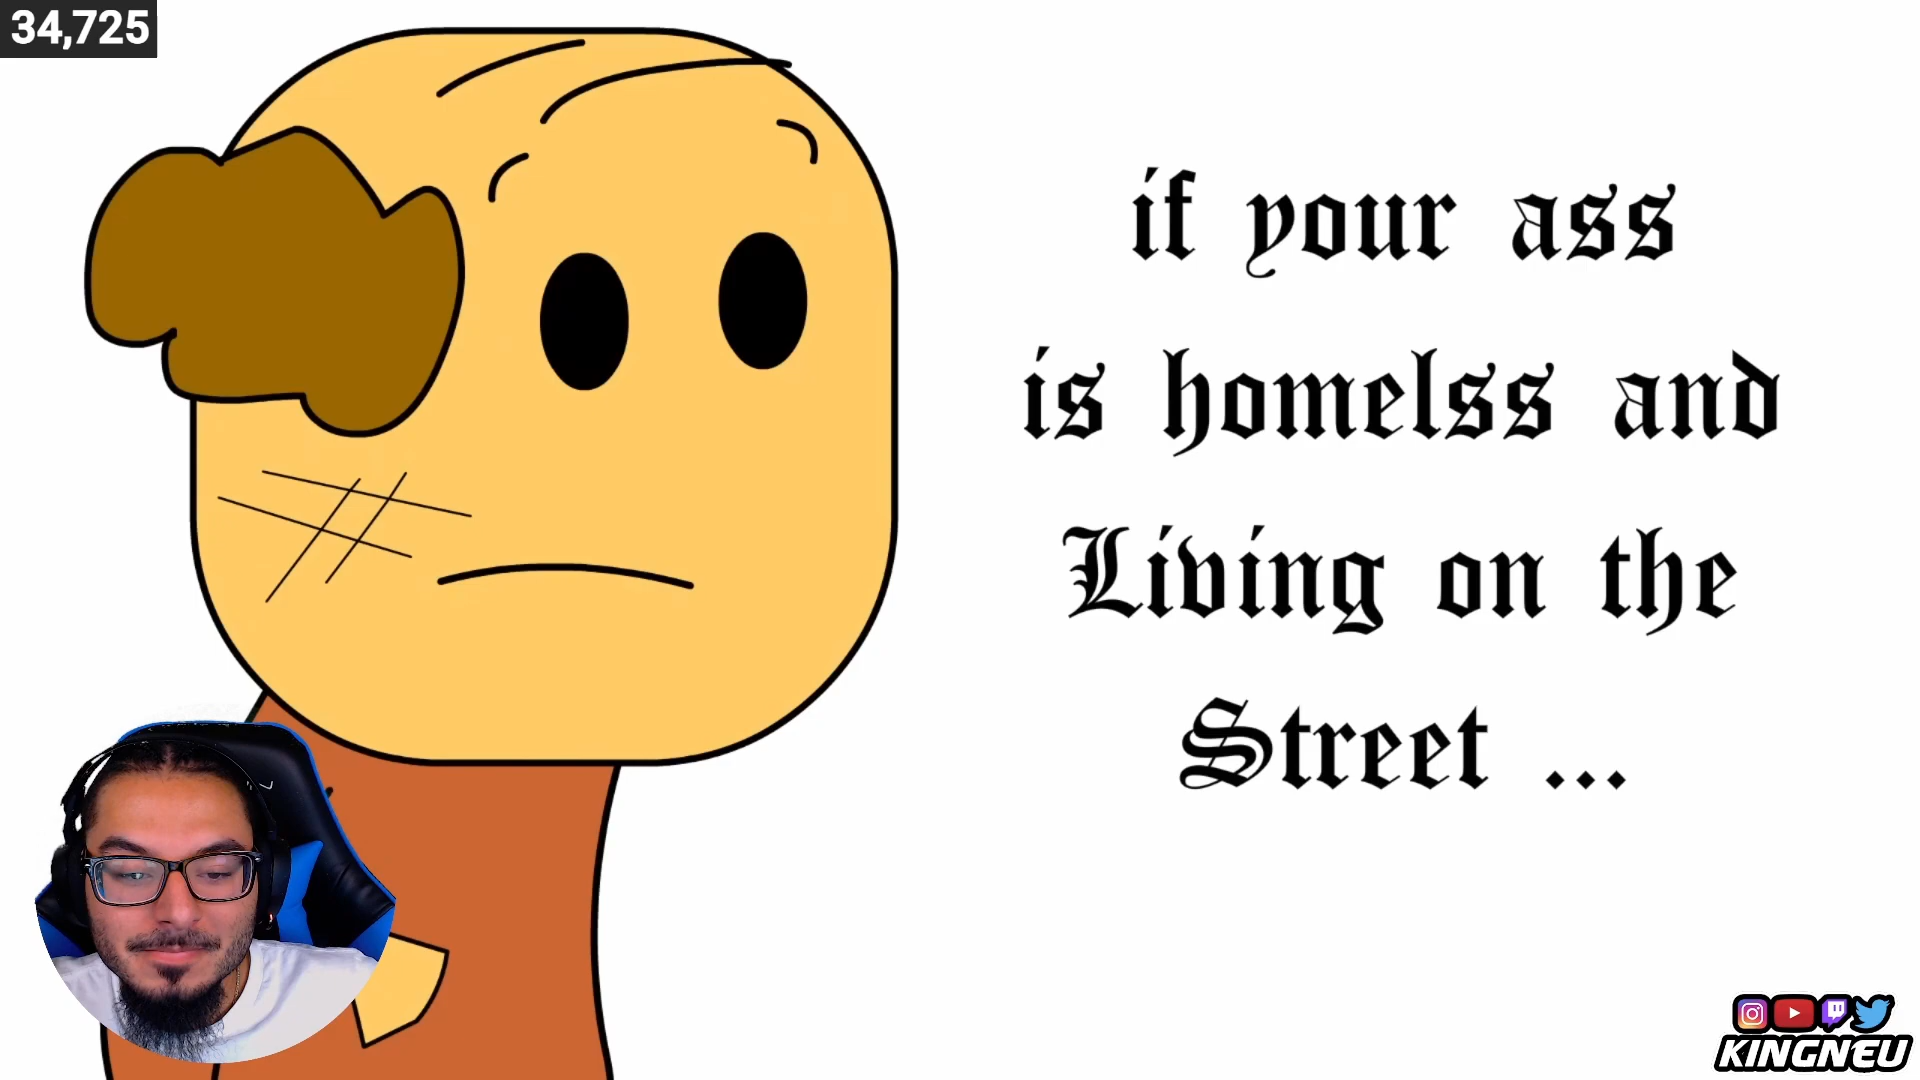 34,725
if your ass
is homelss and
Living on the
Street ...
KINGNEU